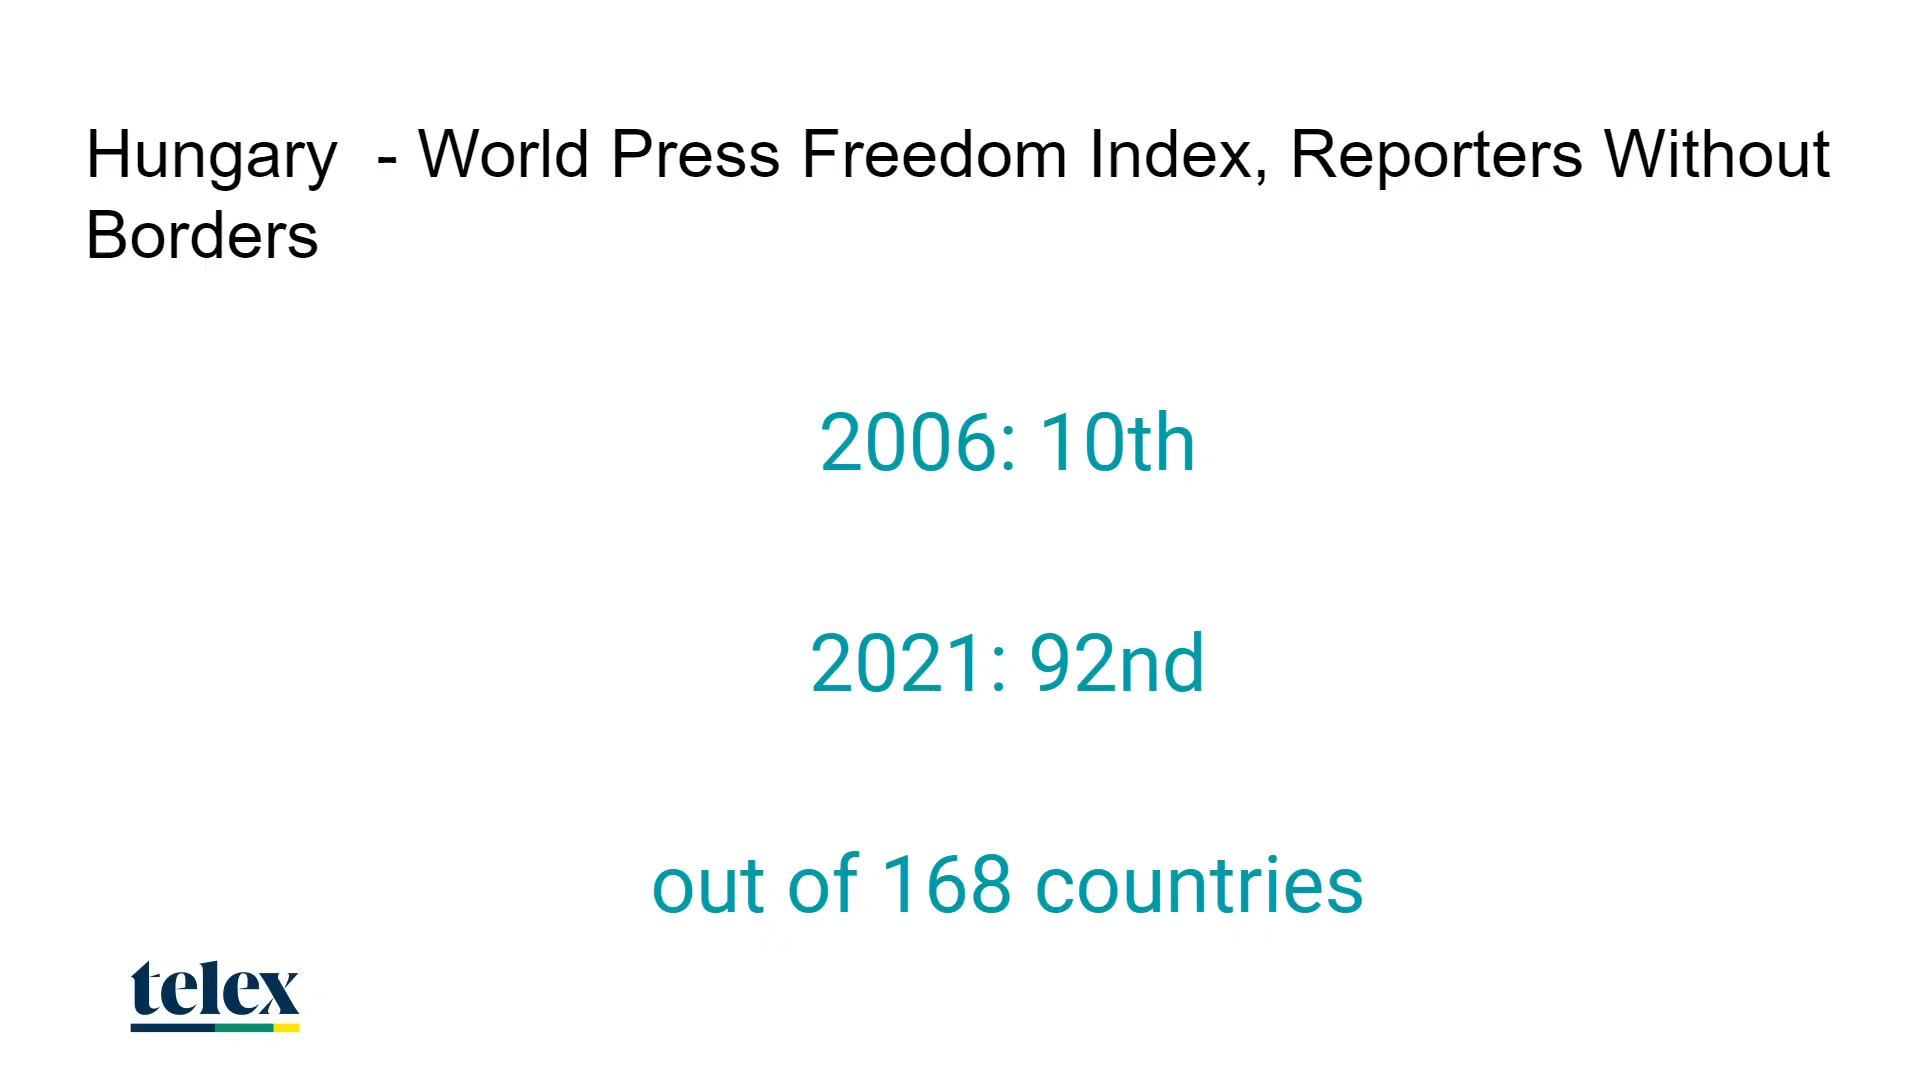 Hungary  - World Press Freedom Index, Reporters Without
Borders
2006: 10th
2021: 92nd
out of 168 countries
telex